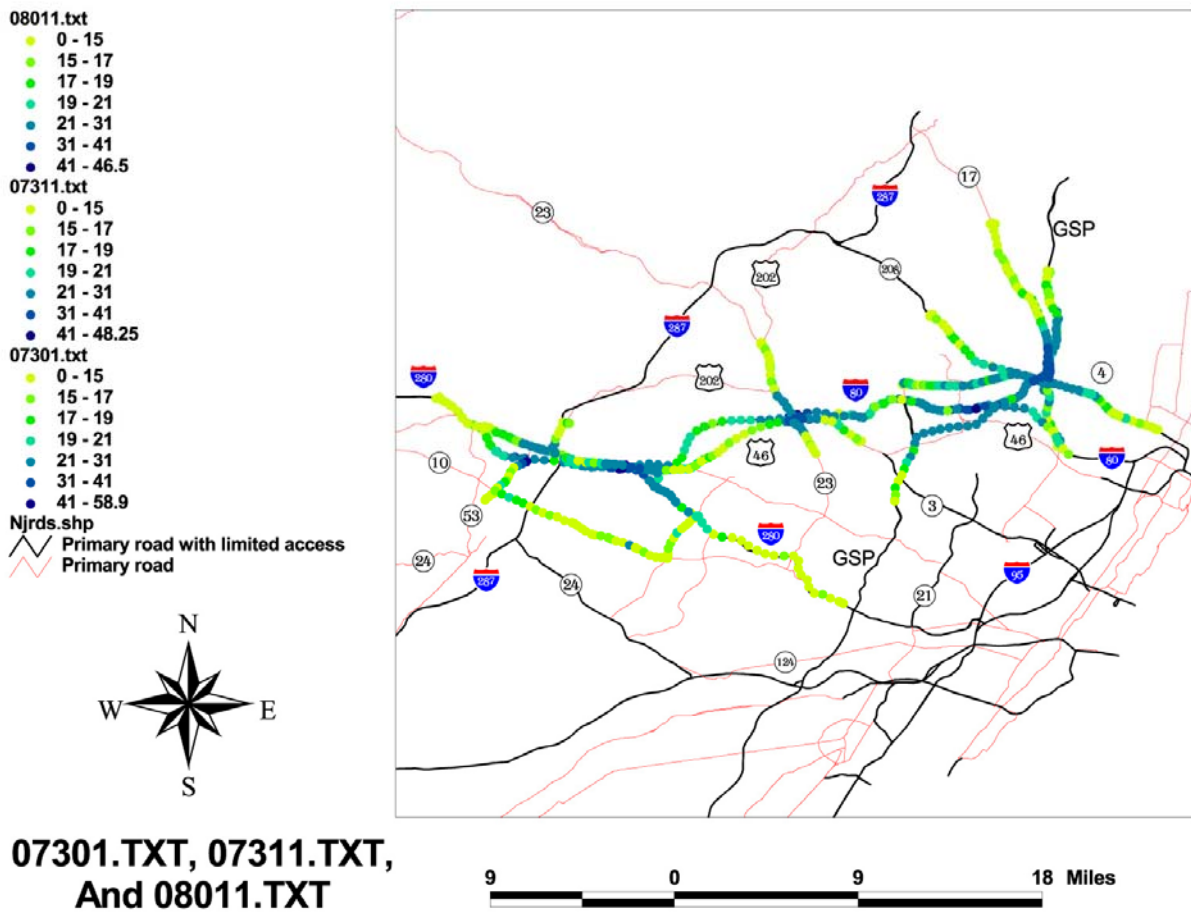 08011.txt
0 - 15
15 - 17
17 - 19
19 - 21
21 - 31
31 - 41
41 - 46.5
07311.txt
0 - 15
15 - 17
17 - 19
19 - 21
21 - 31
31 - 41
41 - 48.25
07301.txt
0 - 15
15 - 17
17 - 19
19 - 21
21 - 31
31 - 41
41 - 58.9
Njrds.shp
Primary road with limited access
Primary road
N
W E
S
17
287
23
GSP
202
208
287
4
280
202
80
46
46
80
10
23
3
53
280
GSP
24
287
24
95
21
124
07301.TXT, 07311.TXT,
And 08011.TXT
9 0 9 18 Miles